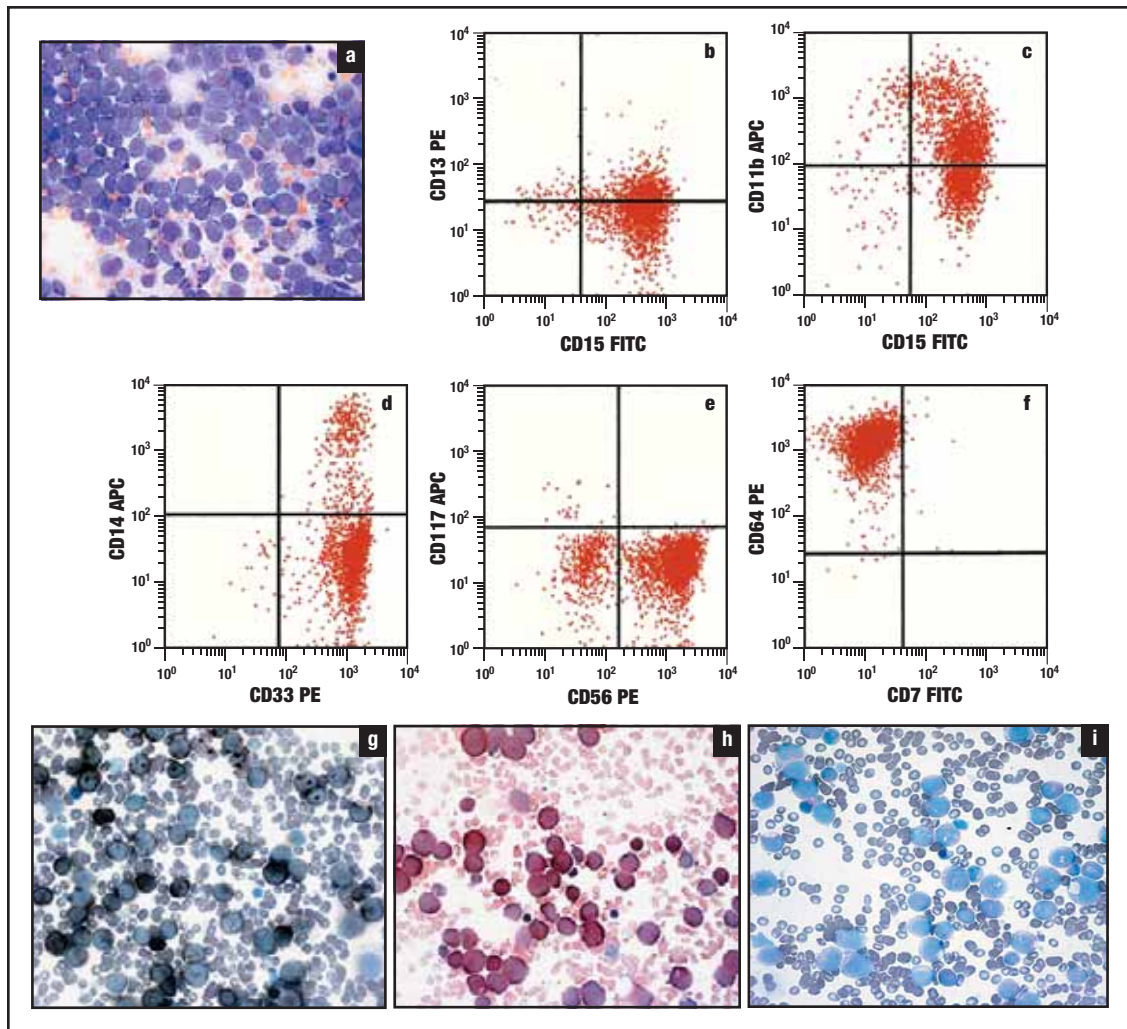 a
b
CD13 PE
10⁴
10³
10²
10¹
10⁰
10⁰ 10¹ 10² 10³ 10⁴
CD15 FITC
c
CD11b APC
10⁴
10³
10²
10¹
10⁰
10⁰ 10¹ 10² 10³ 10⁴
CD15 FITC
d
CD14 APC
10⁴
10³
10²
10¹
10⁰
10⁰ 10¹ 10² 10³ 10⁴
CD33 PE
e
CD117 APC
10⁴
10³
10²
10¹
10⁰
10⁰ 10¹ 10² 10³ 10⁴
CD56 PE
f
CD64 PE
10⁴
10³
10²
10¹
10⁰
10⁰ 10¹ 10² 10³ 10⁴
CD7 FITC
g
h
i